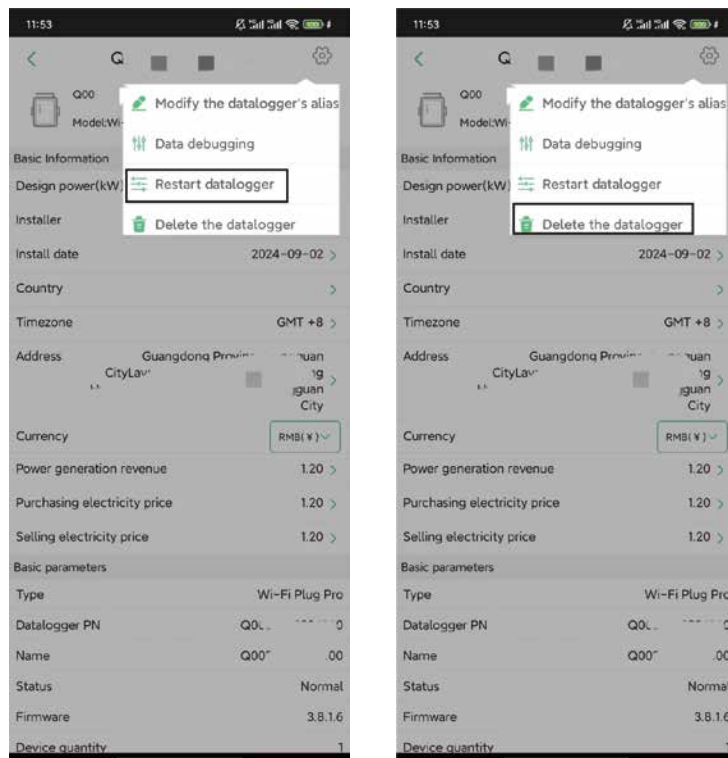 11:53
Q
Q00
Model:Wi-
Modify the datalogger's alias
Data debugging
Restart datalogger
Delete the datalogger
Basic Information
Design power(kW)
Installer
Install date 2024-09-02
Country
Timezone GMT +8
Address Guangdong
City
City
Currency RMB(¥)
Power generation revenue 1.20
Purchasing electricity price 1.20
Selling electricity price 1.20
Basic parameters
Type Wi-Fi Plug Pro
Datalogger PN
Name
Status Normal
Firmware 3.8.1.6
Device quantity 1
11:53
Q
Q00
Model:Wi-
Modify the datalogger's alias
Data debugging
Restart datalogger
Delete the datalogger
Basic Information
Design power(kW)
Installer
Install date 2024-09-02
Country
Timezone GMT +8
Address Guangdong
City
City
Currency RMB(¥)
Power generation revenue 1.20
Purchasing electricity price 1.20
Selling electricity price 1.20
Basic parameters
Type Wi-Fi Plug Pro
Datalogger PN
Name
Status Normal
Firmware 3.8.1.6
Device quantity